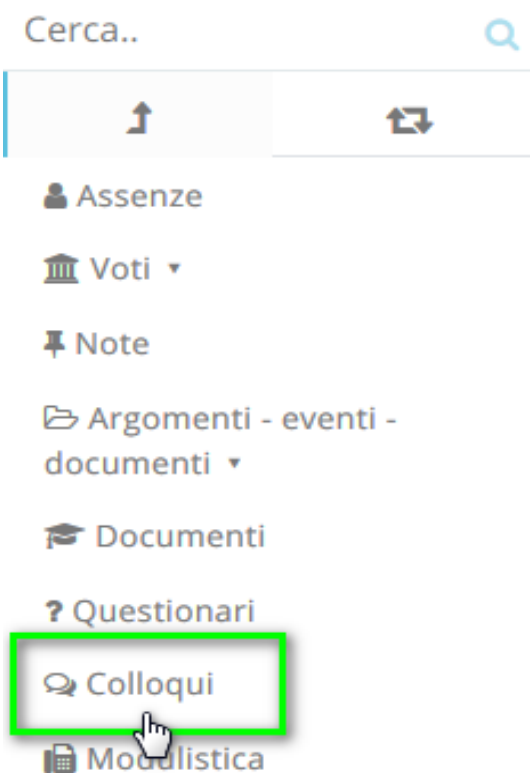 Cerca..
Assenze
Voti
Note
Argomenti - eventi -
documenti
Documenti
? Questionari
Colloqui
Modulistica